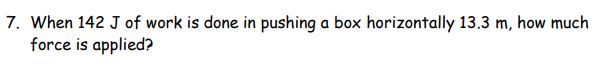 7. When 142 J of work is done in pushing a box horizontally 13.3 m, how much
force is applied?